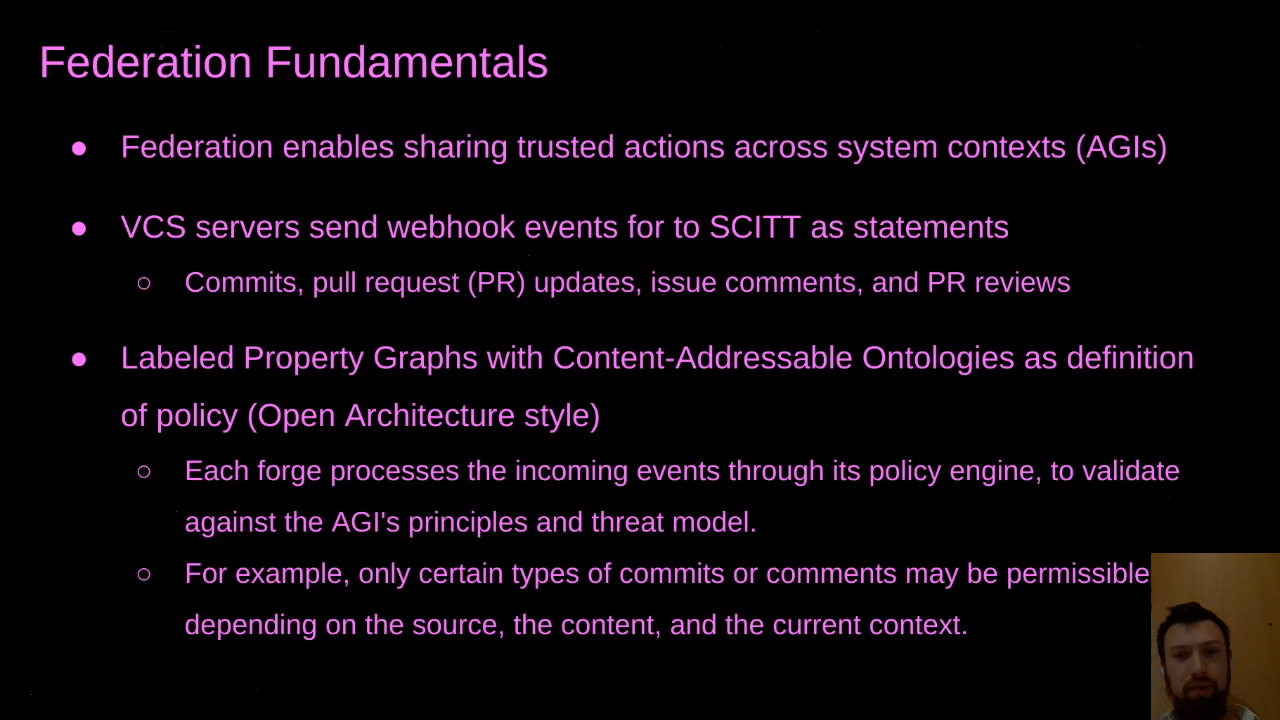 Federation Fundamentals
● Federation enables sharing trusted actions across system contexts (AGIs)
● VCS servers send webhook events for to SCITT as statements
○ Commits, pull request (PR) updates, issue comments, and PR reviews
● Labeled Property Graphs with Content-Addressable Ontologies as definition
of policy (Open Architecture style)
○ Each forge processes the incoming events through its policy engine, to validate
against the AGI's principles and threat model.
○ For example, only certain types of commits or comments may be permissible
depending on the source, the content, and the current context.